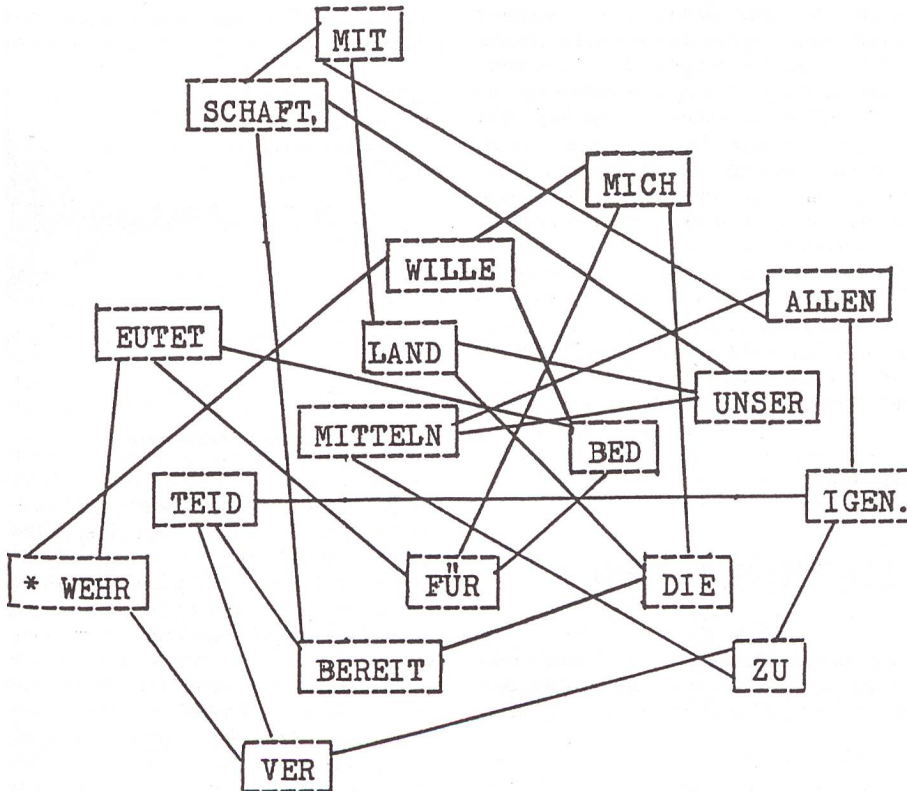 MIT
SCHAFT,
MICH
WILLE
ALLEN
EUTET
LAND
UNSER
MITTELN
BED
TEID
IGEN.
* WEHR
FÜR
DIE
BEREIT
ZU
VER